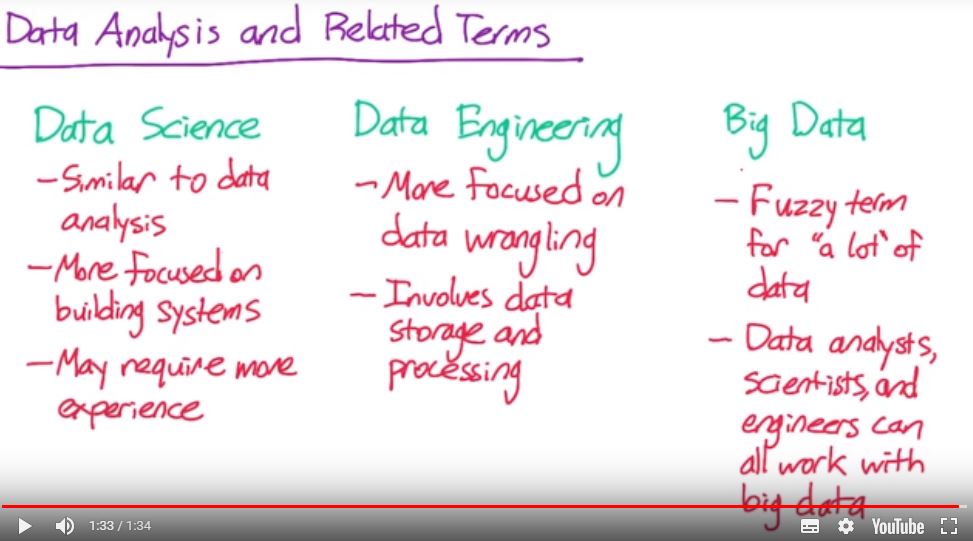 Data Analysis and Related Terms
Data Science
-Similar to data
analysis
-More focused on
building systems
-May require more
experience
Data Engineering
-More focused on
data wrangling
-Involves data
storage and
processing
Big Data
-Fuzzy term
for "a lot" of
data
-Data analysts,
scientists, and
engineers can
all work with
big data
1:33 / 1:34
YouTube